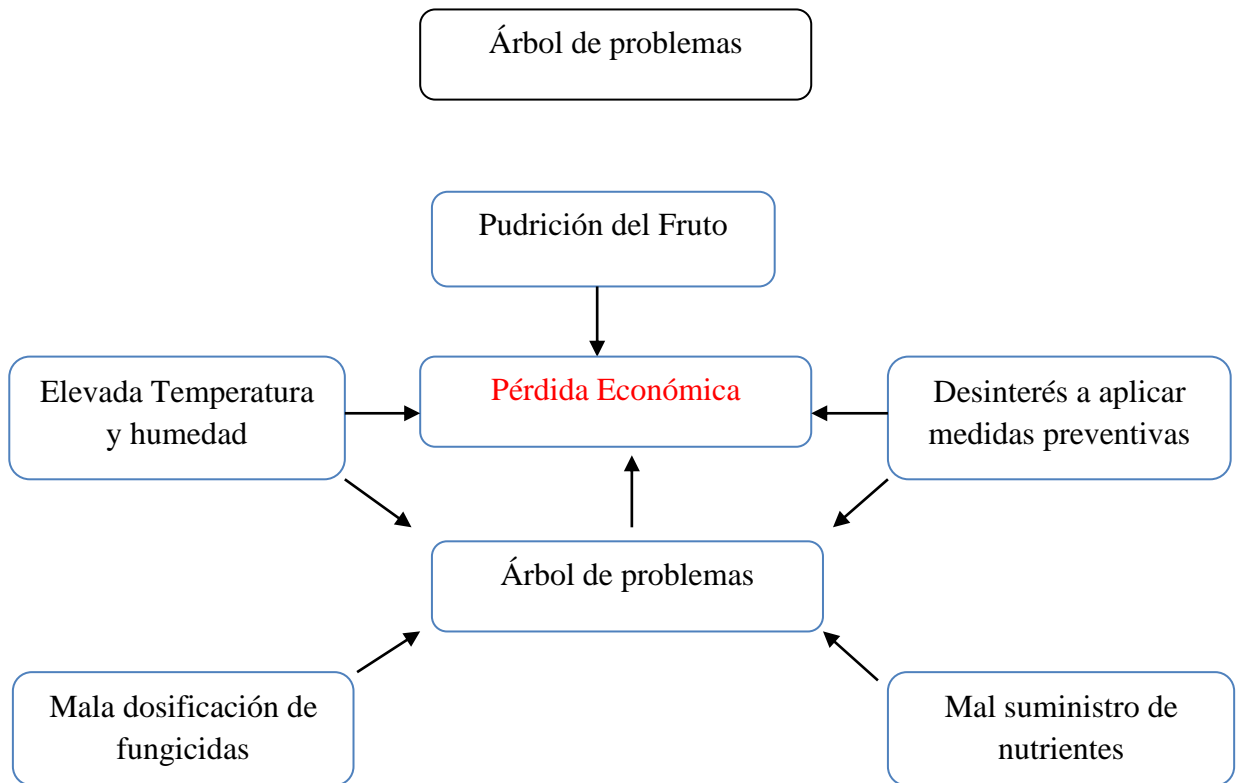 Árbol de problemas
Pudrición del Fruto
Elevada Temperatura
y humedad
Pérdida Económica
Desinterés a aplicar
medidas preventivas
Árbol de problemas
Mala dosificación de
fungicidas
Mal suministro de
nutrientes